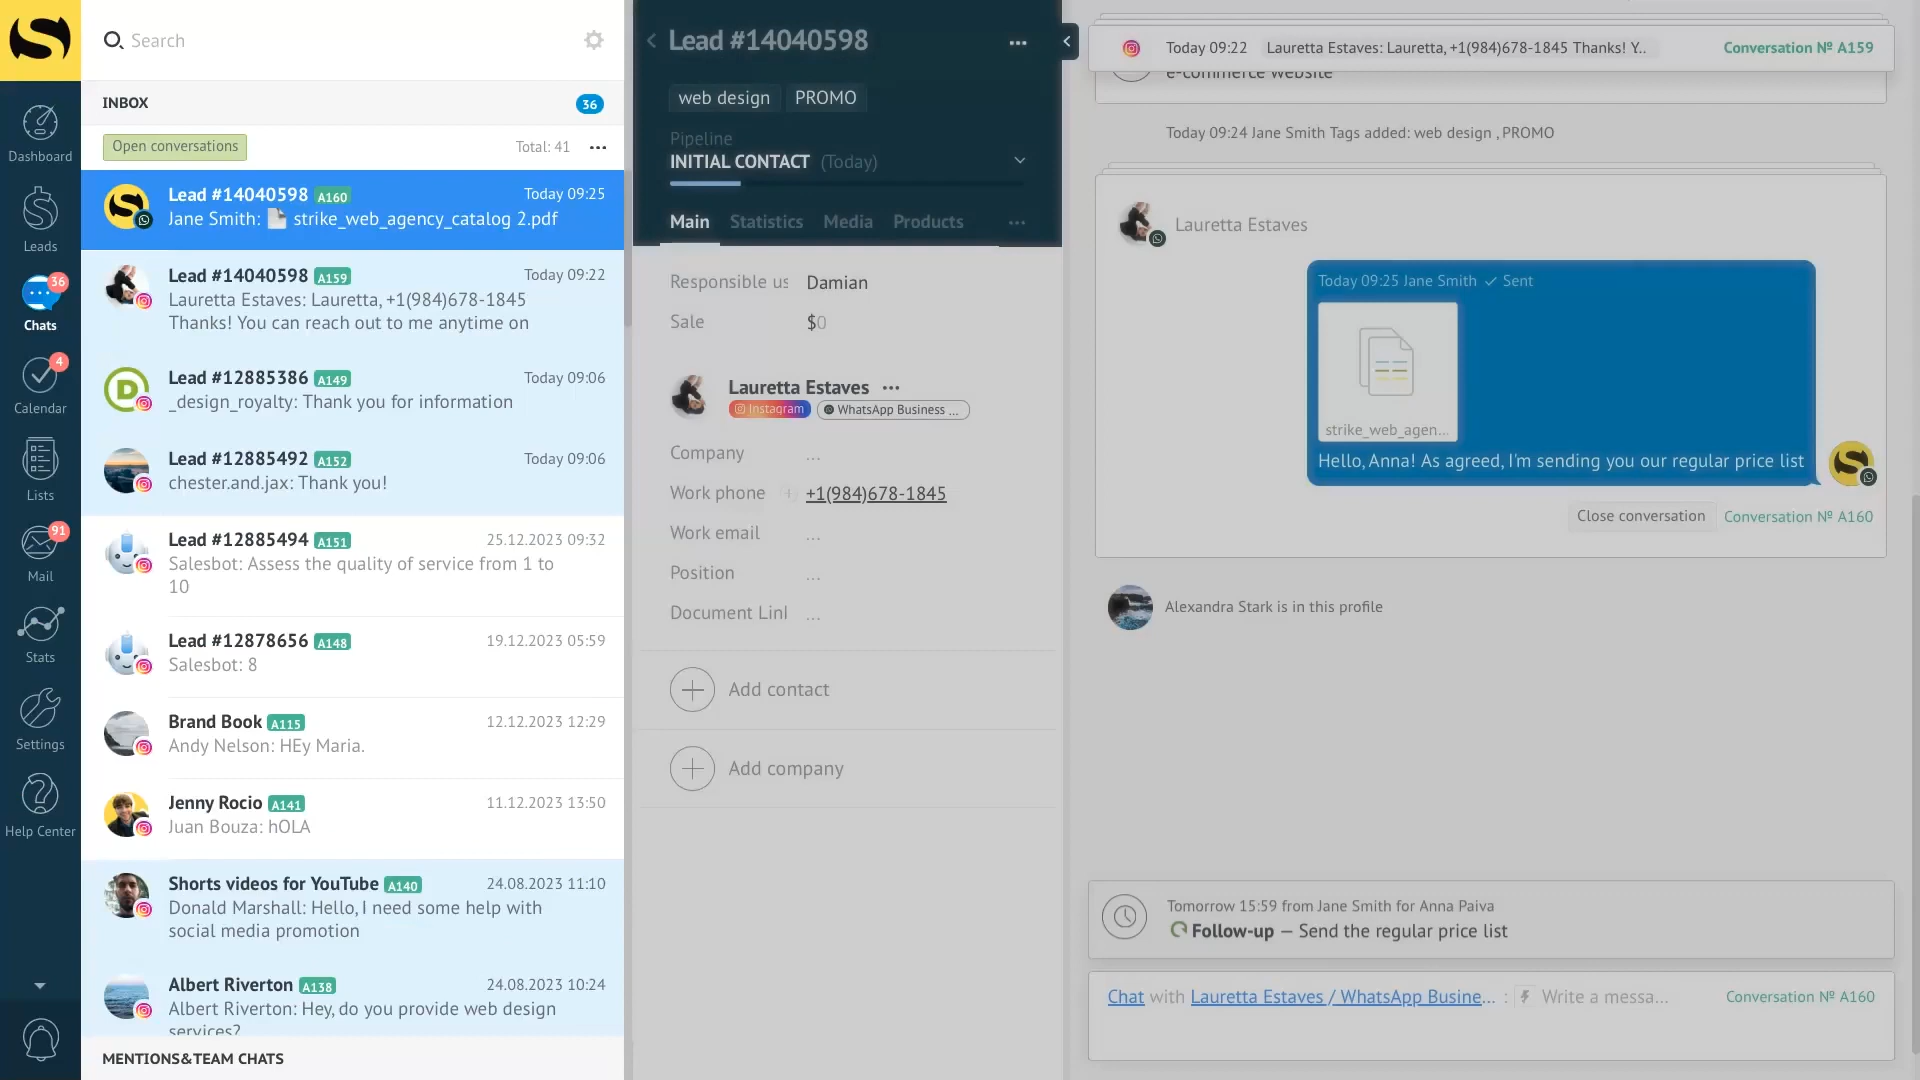 Search
INBOX
36
Open conversations
Total: 41
Dashboard
Leads
36
Chats
4
Calendar
Lists
91
Mail
Stats
Settings
Help Center
Lead #14040598 A160 Today 09:25
Jane Smith: strike_web_agency_catalog 2.pdf
Lead #14040598 A159 Today 09:22
Lauretta Estaves: Lauretta, +1(984)678-1845
Thanks! You can reach out to me anytime on
Lead #12885386 A149 Today 09:06
_design_royalty: Thank you for information
Lead #12885492 A152 Today 09:06
chester.and.jax: Thank you!
Lead #12885494 A151 25.12.2023 09:32
Salesbot: Assess the quality of service from 1 to
10
Lead #12878656 A148 19.12.2023 05:59
Salesbot: 8
Brand Book A115 12.12.2023 12:29
Andy Nelson: HEy Maria.
Jenny Rocio A141 11.12.2023 13:50
Juan Bouza: hOLA
Shorts videos for YouTube A140 24.08.2023 11:10
Donald Marshall: Hello, I need some help with
social media promotion
Albert Riverton A138 24.08.2023 10:24
Albert Riverton: Hey, do you provide web design
services?
MENTIONS&TEAM CHATS
Lead #14040598
web design PROMO
Pipeline
INITIAL CONTACT (Today)
Main Statistics Media Products
Responsible us Damian
Sale $0
Lauretta Estaves
Instagram WhatsApp Business ...
Company ...
Work phone +1(984)678-1845
Work email ...
Position ...
Document Link ...
Add contact
Add company
Today 09:22 Lauretta Estaves: Lauretta, +1(984)678-1845 Thanks! Y.. Conversation № A159
e-commerce website
Today 09:24 Jane Smith Tags added: web design , PROMO
Lauretta Estaves
Today 09:25 Jane Smith ✓ Sent
strike_web_agen...
Hello, Anna! As agreed, I'm sending you our regular price list
Close conversation Conversation № A160
Alexandra Stark is in this profile
Tomorrow 15:59 from Jane Smith for Anna Paiva
Follow-up — Send the regular price list
Chat with Lauretta Estaves / WhatsApp Busine... : Write a messa... Conversation № A160